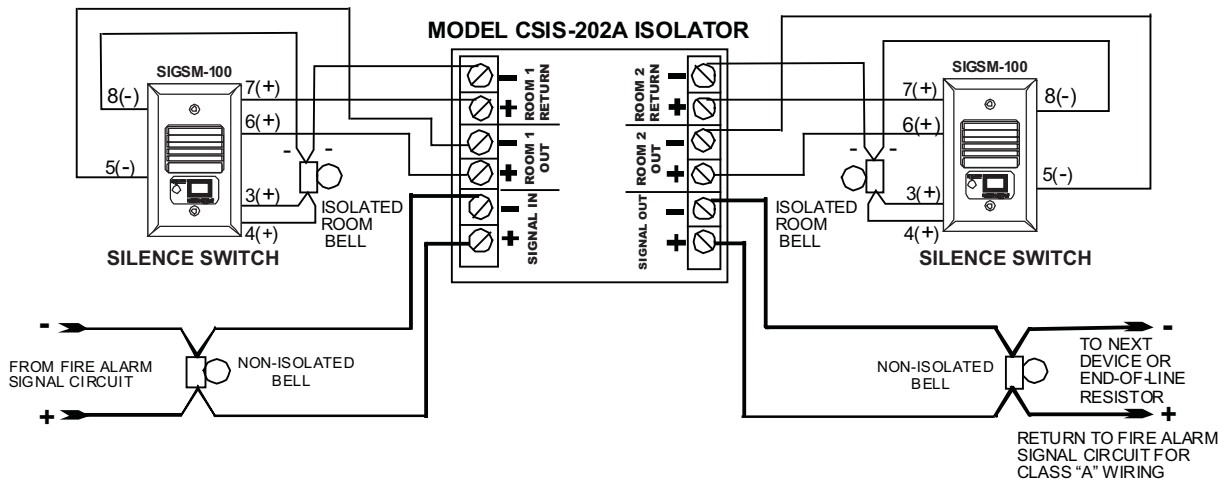 MODEL CSIS-202A ISOLATOR
SIGSM-100
8(-)
7(+)
6(+)
5(-)
3(+)
4(+)
- -
ISOLATED
ROOM
BELL
SILENCE SWITCH
-
+
ROOM 1
RETURN
-
+
ROOM 1
OUT
-
+
SIGNAL IN
-
+
ROOM 2
RETURN
-
+
ROOM 2
OUT
-
+
SIGNAL OUT
SIGSM-100
7(+)
8(-)
6(+)
5(-)
3(+)
4(+)
- -
ISOLATED
ROOM
BELL
SILENCE SWITCH
-
FROM FIRE ALARM
SIGNAL CIRCUIT
+
NON-ISOLATED
BELL
NON-ISOLATED
BELL
-
TO NEXT
DEVICE OR
END-OF-LINE
RESISTOR
+
RETURN TO FIRE ALARM
SIGNAL CIRCUIT FOR
CLASS “A” WIRING